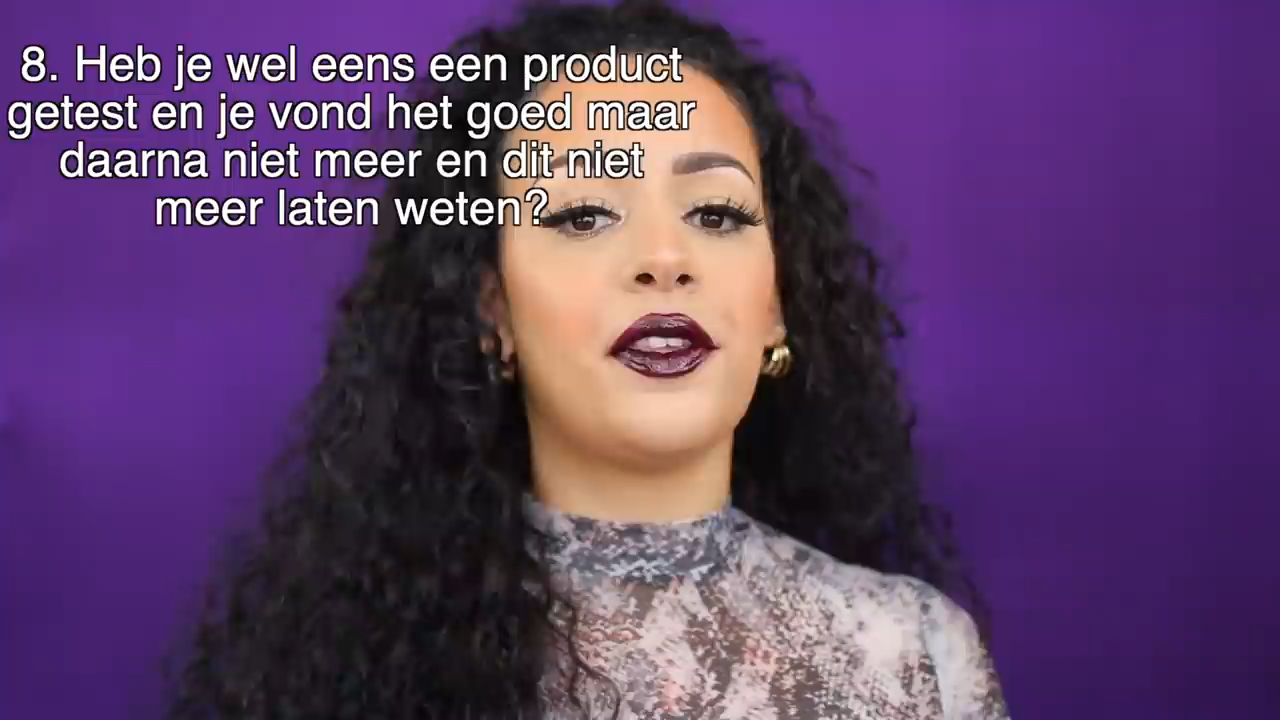 8. Heb je wel eens een product
getest en je vond het goed maar
daarna niet meer en dit niet
meer laten weten?